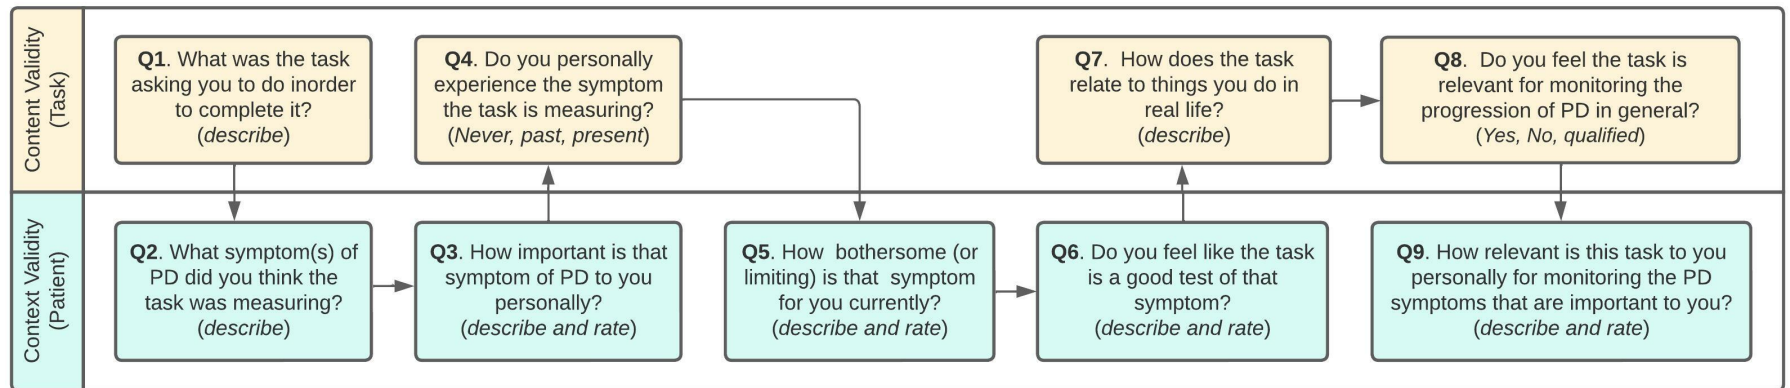 Content Validity
(Task)
Q1. What was the task
asking you to do inorder
to complete it?
(describe)
Q4. Do you personally
experience the symptom
the task is measuring?
(Never, past, present)
Q7.  How does the task
relate to things you do in
real life?
(describe)
Q8.  Do you feel the task is
relevant for monitoring the
progression of PD in general?
(Yes, No, qualified)
Context Validity
(Patient)
Q2. What symptom(s) of
PD did you think the
task was measuring?
(describe)
Q3. How important is that
symptom of PD to you
personally?
(describe and rate)
Q5. How  bothersome (or
limiting) is that  symptom
for you currently?
(describe and rate)
Q6. Do you feel like the task
is a good test of that
symptom?
(describe and rate)
Q9. How relevant is this task to you
personally for monitoring the PD
symptoms that are important to you?
(describe and rate)